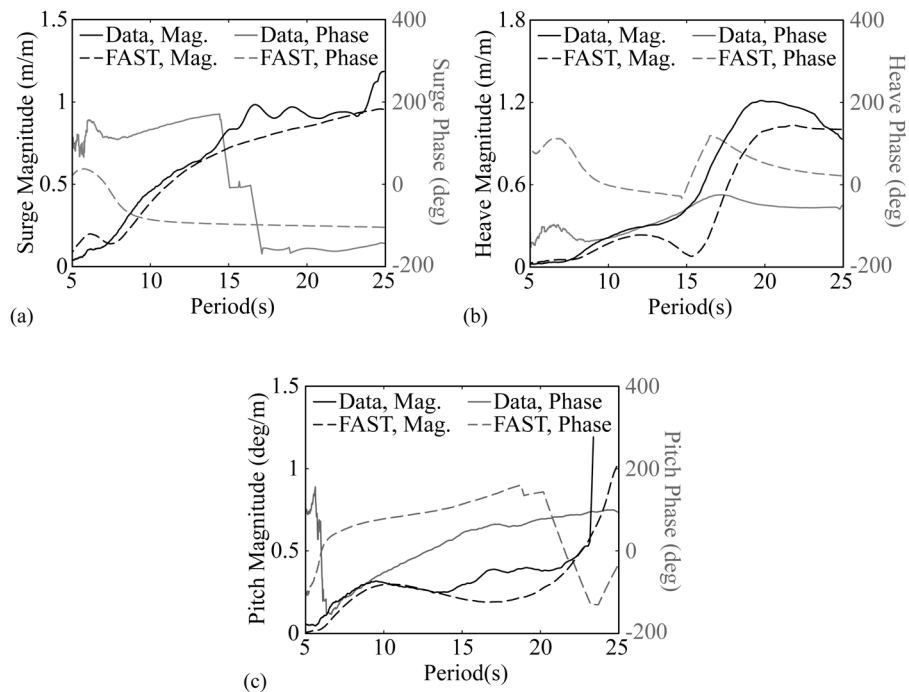 1.5
Data, Mag.
Data, Phase
FAST, Mag.
FAST, Phase
1
0.5
0
Surge Magnitude (m/m)
400
200
0
-200
Surge Phase (deg)
5
10
15
20
25
Period(s)
(a)
1.8
Data, Mag.
Data, Phase
FAST, Mag.
FAST, Phase
1.2
0.6
0
Heave Magnitude (m/m)
400
200
0
-200
Heave Phase (deg)
5
10
15
20
25
Period(s)
(b)
1.5
Data, Mag.
Data, Phase
FAST, Mag.
FAST, Phase
1
0.5
0
Pitch Magnitude (deg/m)
400
200
0
-200
Pitch Phase (deg)
5
10
15
20
25
Period(s)
(c)